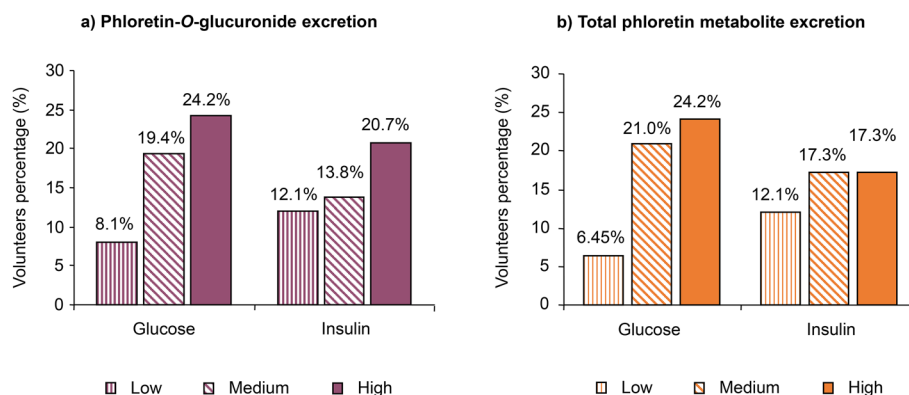 a) Phloretin-O-glucuronide excretion
Volunteers percentage (%)
30
25
20
15
10
5
0
8.1%
19.4%
24.2%
12.1%
13.8%
20.7%
Glucose
Insulin
Low
Medium
High
b) Total phloretin metabolite excretion
Volunteers percentage (%)
30
25
20
15
10
5
0
6.45%
21.0%
24.2%
12.1%
17.3%
17.3%
Glucose
Insulin
Low
Medium
High